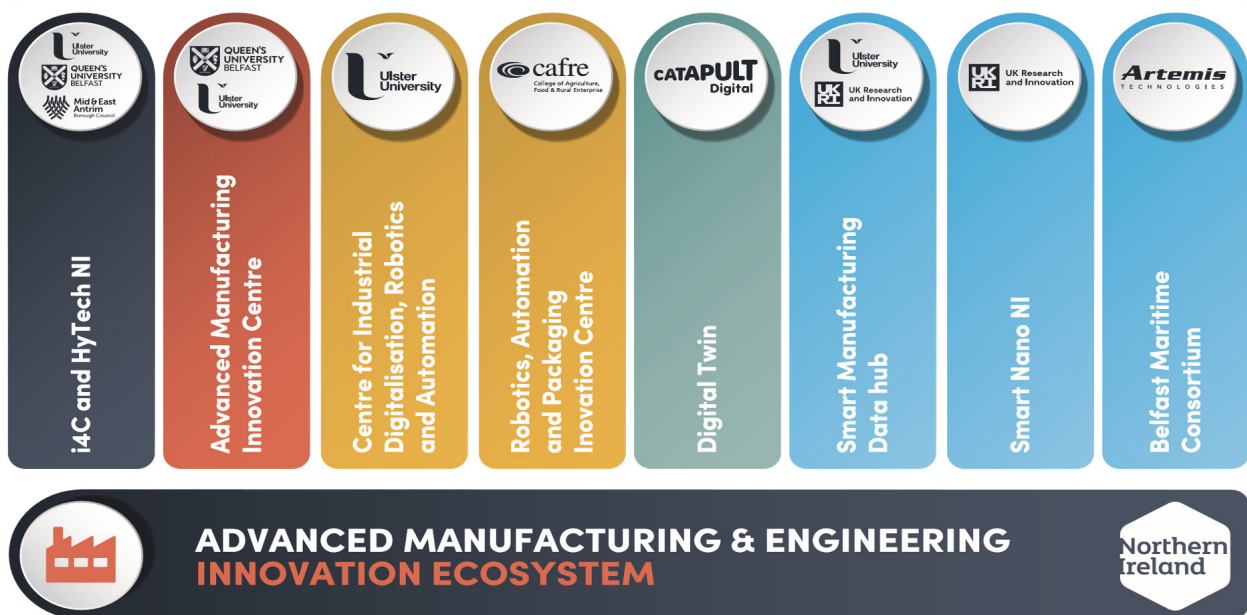 Ulster
University
QUEEN'S
UNIVERSITY
BELFAST
Mid & East
Antrim
Borough Council
i4C and HyTech NI
QUEEN'S
UNIVERSITY
BELFAST
Ulster
University
Advanced Manufacturing
Innovation Centre
Ulster
University
Centre for Industrial
Digitalisation, Robotics
and Automation
cafre
College of Agriculture,
Food & Rural Enterprise
Robotics, Automation
and Packaging
Inovation Centre
CATAPULT
Digital
Digital Twin
Ulster
University
UK
RI
UK Research
and Innovation
Smart Manufacturing
Data hub
UK
RI
UK Research
and Innovation
Smart Nano NI
Artemis
TECHNOLOGIES
Belfast Maritime
Consortium
ADVANCED MANUFACTURING & ENGINEERING
INNOVATION ECOSYSTEM
Northern
Ireland